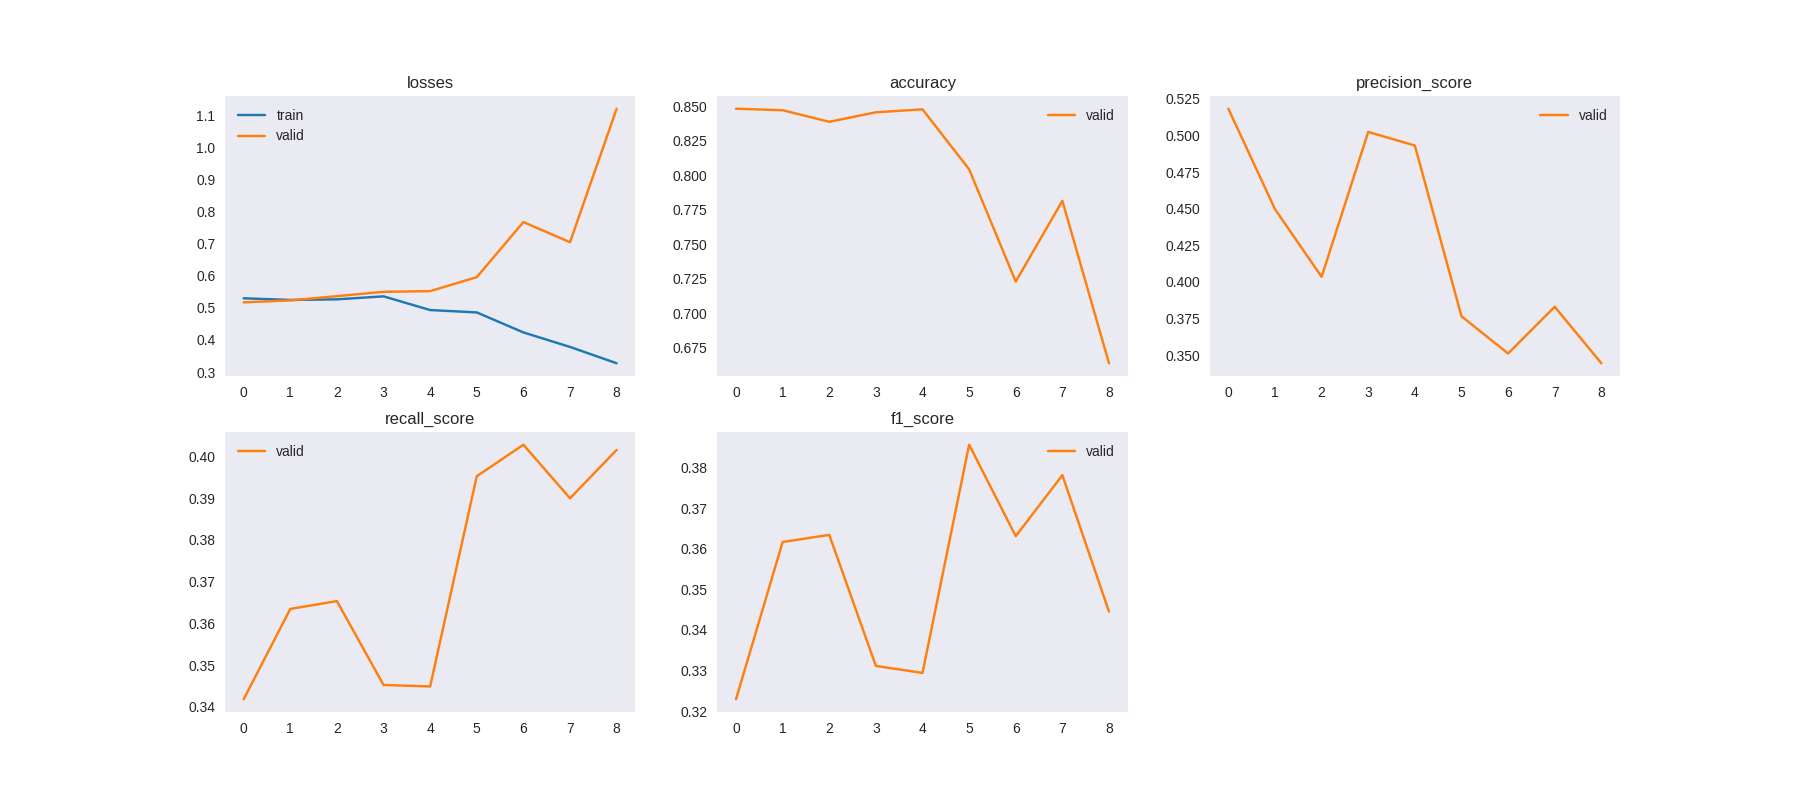 losses
train
valid
1.1
1.0
0.9
0.8
0.7
0.6
0.5
0.4
0.3
0 1 2 3 4 5 6 7 8
accuracy
valid
0.850
0.825
0.800
0.775
0.750
0.725
0.700
0.675
0 1 2 3 4 5 6 7 8
precision_score
valid
0.525
0.500
0.475
0.450
0.425
0.400
0.375
0.350
0 1 2 3 4 5 6 7 8
recall_score
valid
0.40
0.39
0.38
0.37
0.36
0.35
0.34
0 1 2 3 4 5 6 7 8
f1_score
valid
0.38
0.37
0.36
0.35
0.34
0.33
0.32
0 1 2 3 4 5 6 7 8